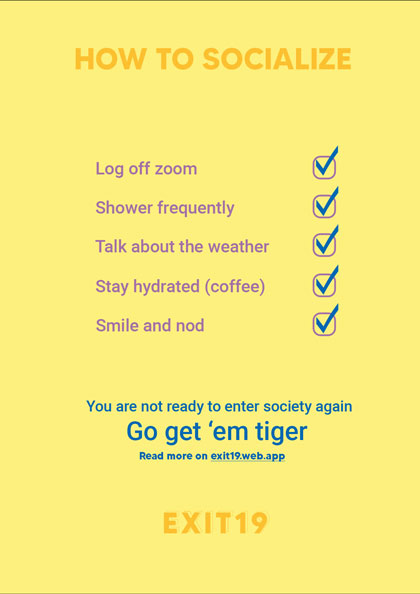 HOW TO SOCIALIZE
Log off zoom
Shower frequently
Talk about the weather
Stay hydrated (coffee)
Smile and nod
You are not ready to enter society again
Go get ‘em tiger
Read more on exit19.web.app
EXIT19